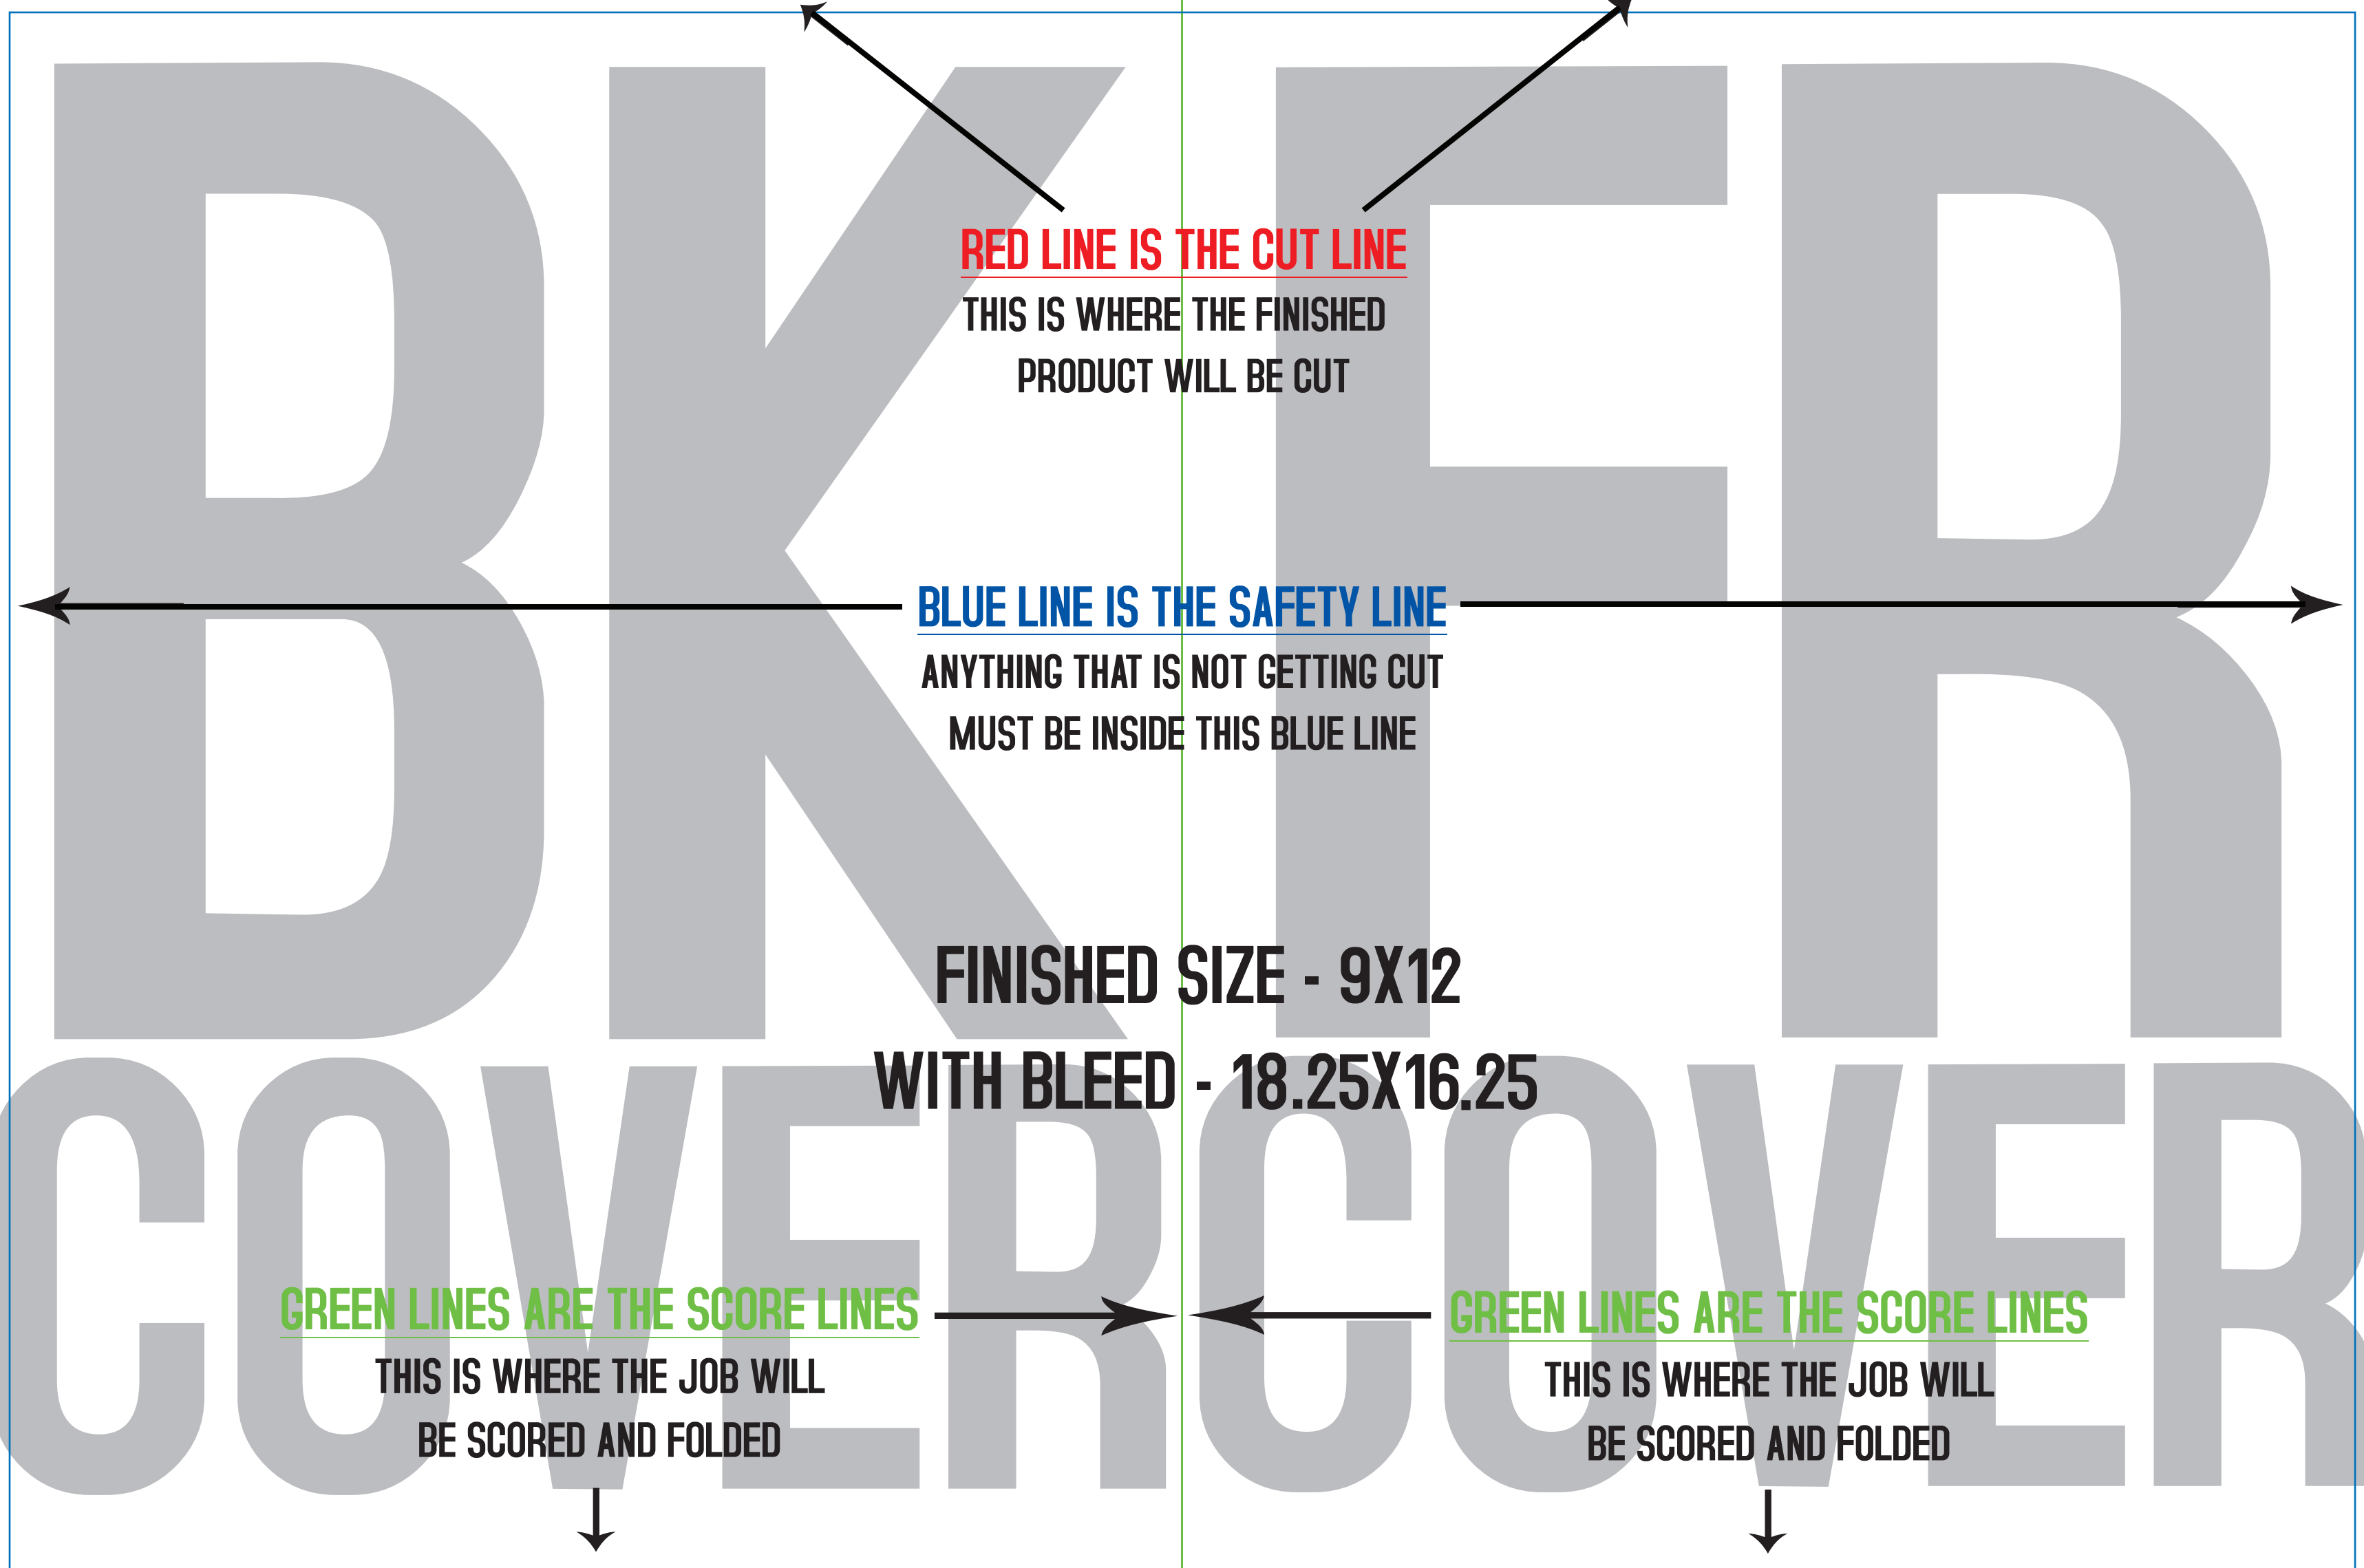 BK FR
RED LINE IS THE CUT LINE
THIS IS WHERE THE FINISHED
PRODUCT WILL BE CUT
BLUE LINE IS THE SAFETY LINE
ANYTHING THAT IS NOT GETTING CUT
MUST BE INSIDE THIS BLUE LINE
FINISHED SIZE - 9X12
WITH BLEED - 18.25X16.25
COVER COVER
GREEN LINES ARE THE SCORE LINES
THIS IS WHERE THE JOB WILL
BE SCORED AND FOLDED
GREEN LINES ARE THE SCORE LINES
THIS IS WHERE THE JOB WILL
BE SCORED AND FOLDED